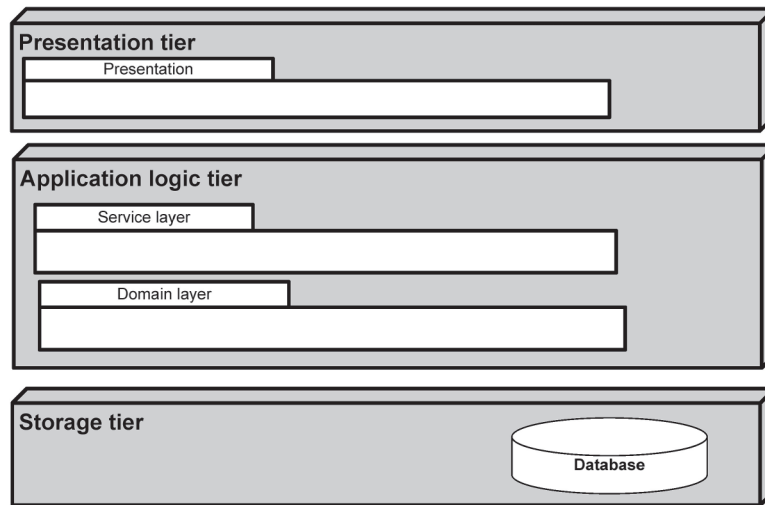 Presentation tier
Presentation
Application logic tier
Service layer
Domain layer
Storage tier
Database